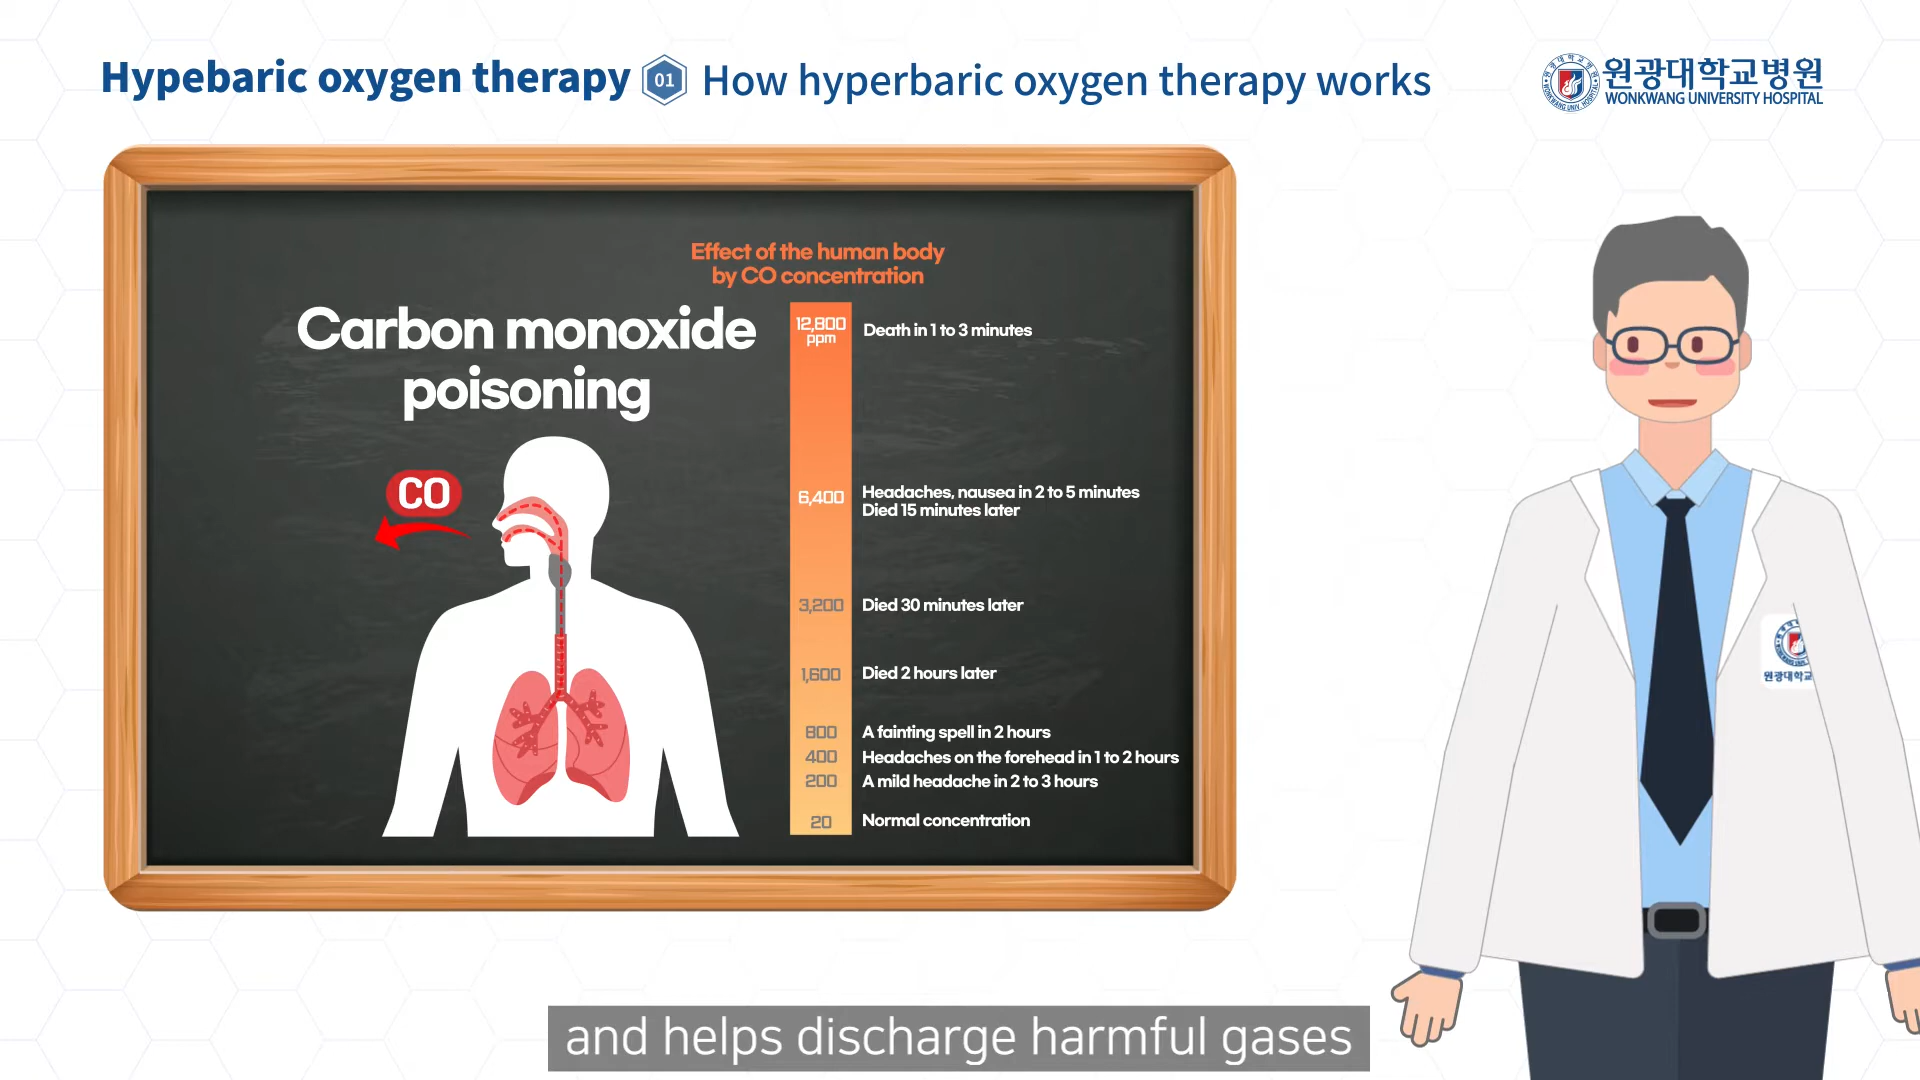 Hypebaric oxygen therapy 01 How hyperbaric oxygen therapy works
원광대학교병원
WONKWANG UNIVERSITY HOSPITAL
Effect of the human body
by CO concentration
Carbon monoxide
poisoning
CO
12,800
ppm
Death in 1 to 3 minutes
6,400
Headaches, nausea in 2 to 5 minutes
Died 15 minutes later
3,200 Died 30 minutes later
1,600 Died 2 hours later
800 A fainting spell in 2 hours
400 Headaches on the forehead in 1 to 2 hours
200 A mild headache in 2 to 3 hours
20 Normal concentration
원광대학교
and helps discharge harmful gases